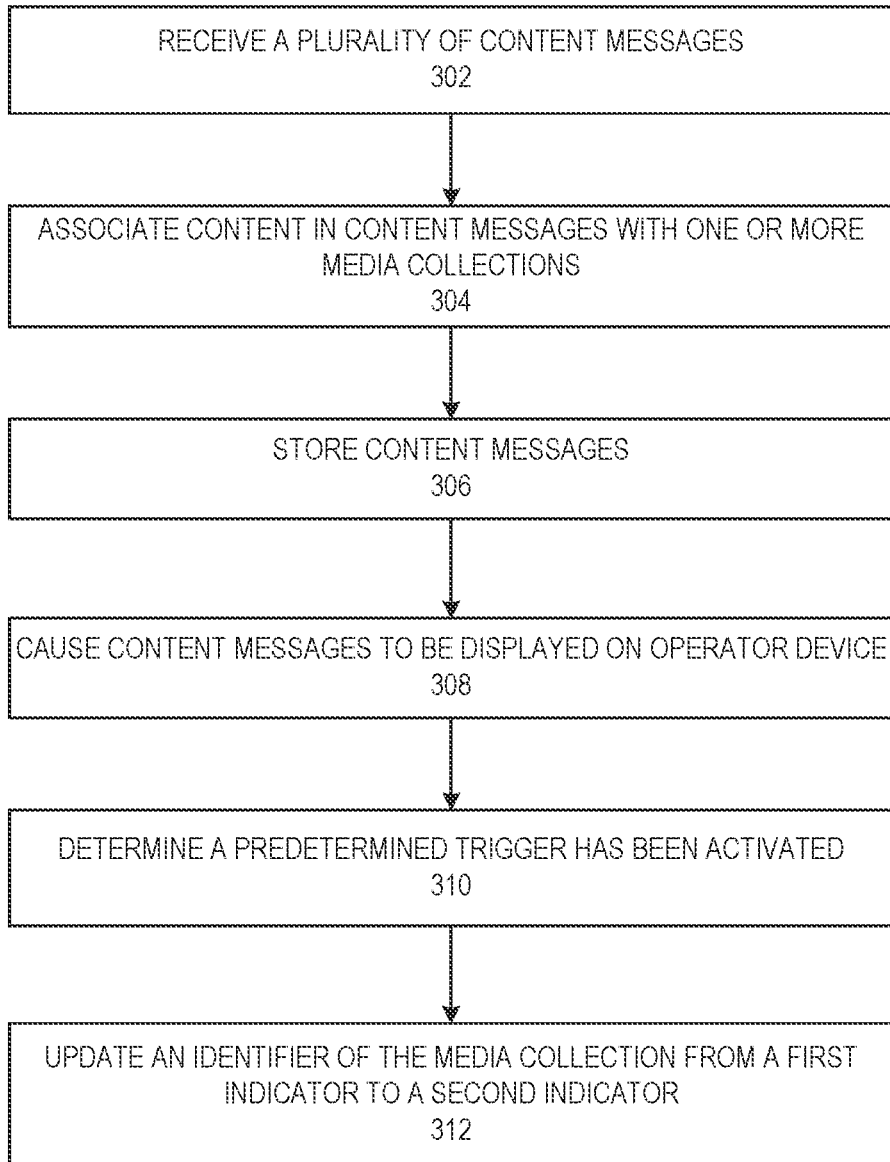 RECEIVE A PLURALITY OF CONTENT MESSAGES
302
ASSOCIATE CONTENT IN CONTENT MESSAGES WITH ONE OR MORE
MEDIA COLLECTIONS
304
STORE CONTENT MESSAGES
306
CAUSE CONTENT MESSAGES TO BE DISPLAYED ON OPERATOR DEVICE
308
DETERMINE A PREDETERMINED TRIGGER HAS BEEN ACTIVATED
310
UPDATE AN IDENTIFIER OF THE MEDIA COLLECTION FROM A FIRST
INDICATOR TO A SECOND INDICATOR
312